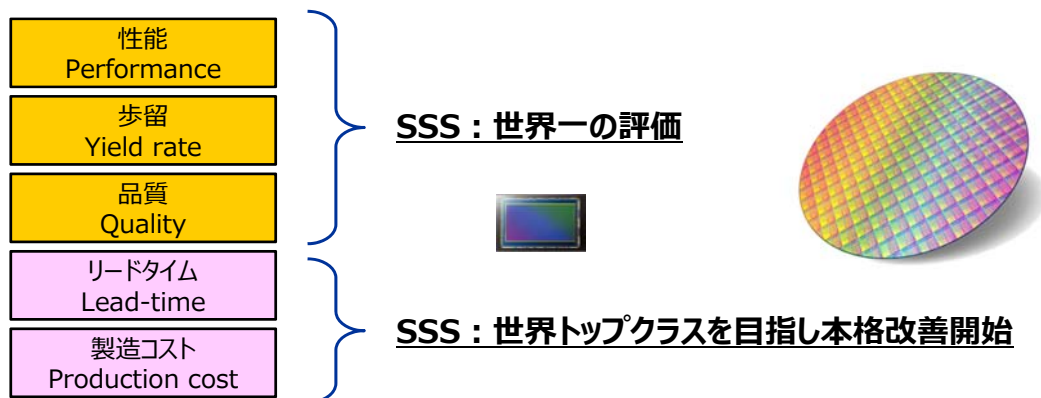 性能
Performance
歩留
Yield rate
品質
Quality
SSS：世界一の評価
リードタイム
Lead-time
製造コスト
Production cost
SSS：世界トップクラスを目指し本格改善開始